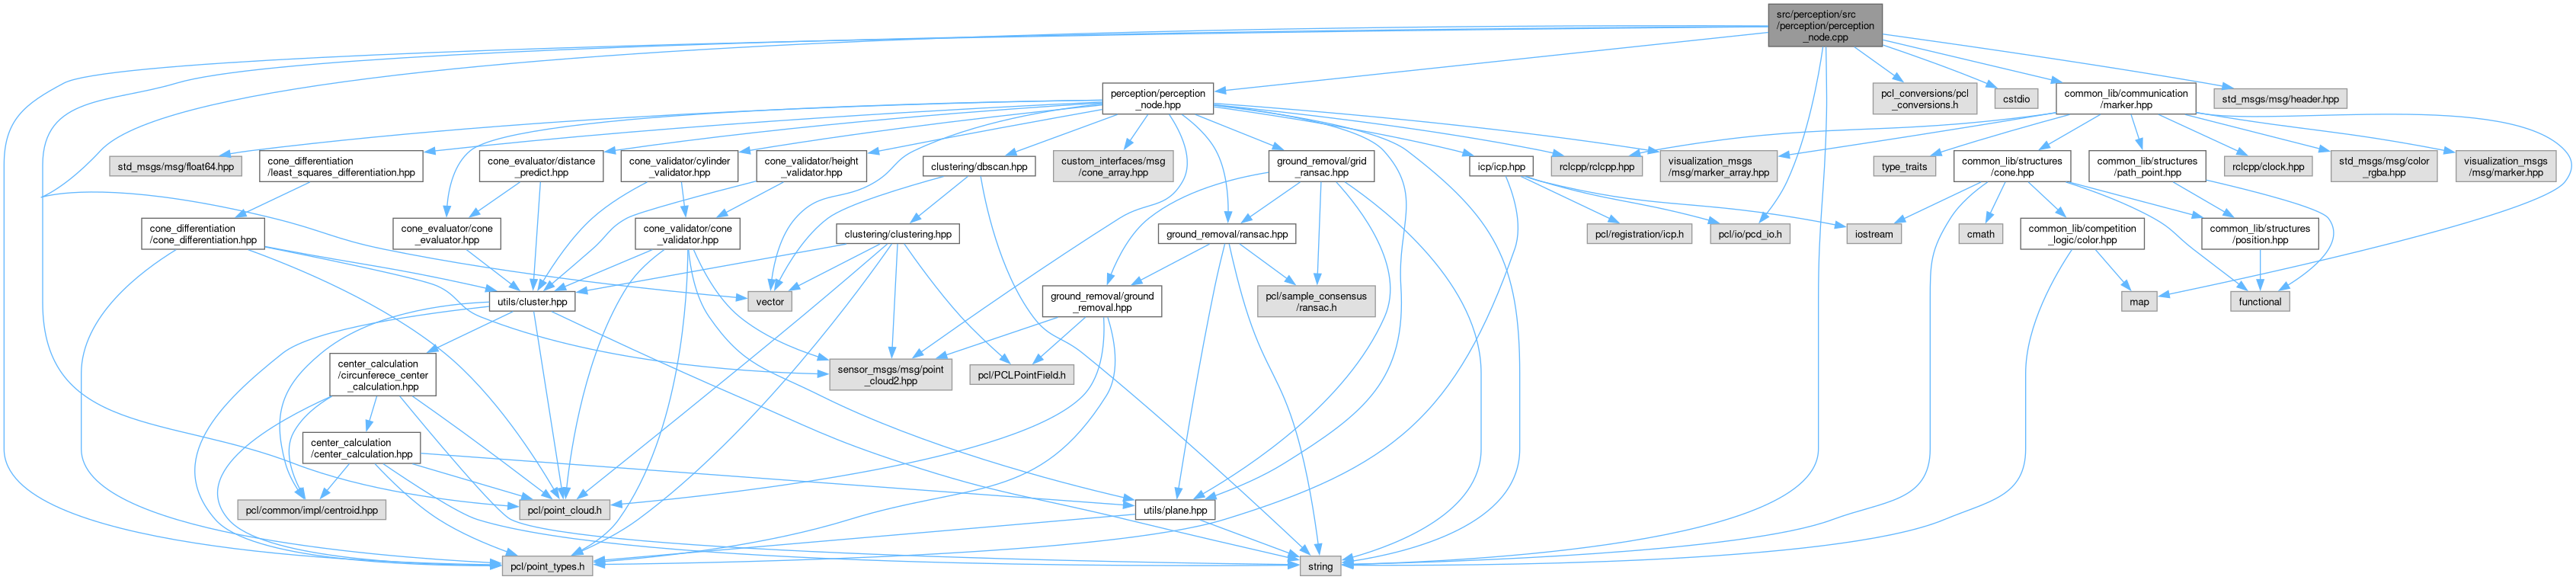 src/perception/src
/perception/perception
_node.cpp
perception/perception
_node.hpp
pcl_conversions/pcl
_conversions.h
cstdio
common_lib/communication
/marker.hpp
std_msgs/msg/header.hpp
std_msgs/msg/float64.hpp
cone_differentiation
/least_squares_differentiation.hpp
cone_evaluator/distance
_predict.hpp
cone_validator/cylinder
_validator.hpp
cone_validator/height
_validator.hpp
clustering/dbscan.hpp
custom_interfaces/msg
/cone_array.hpp
ground_removal/grid
_ransac.hpp
icp/icp.hpp
rclcpp/rclcpp.hpp
visualization_msgs
/msg/marker_array.hpp
type_traits
common_lib/structures
/cone.hpp
common_lib/structures
/path_point.hpp
rclcpp/clock.hpp
std_msgs/msg/color
_rgba.hpp
visualization_msgs
/msg/marker.hpp
cone_differentiation
/cone_differentiation.hpp
cone_evaluator/cone
_evaluator.hpp
cone_validator/cone
_validator.hpp
clustering/clustering.hpp
ground_removal/ransac.hpp
pcl/registration/icp.h
pcl/io/pcd_io.h
iostream
cmath
common_lib/competition
_logic/color.hpp
common_lib/structures
/position.hpp
utils/cluster.hpp
vector
ground_removal/ground
_removal.hpp
pcl/sample_consensus
/ransac.h
map
functional
center_calculation
/circunferece_center
_calculation.hpp
sensor_msgs/msg/point
_cloud2.hpp
pcl/PCLPointField.h
center_calculation
/center_calculation.hpp
pcl/common/impl/centroid.hpp
pcl/point_cloud.h
utils/plane.hpp
pcl/point_types.h
string